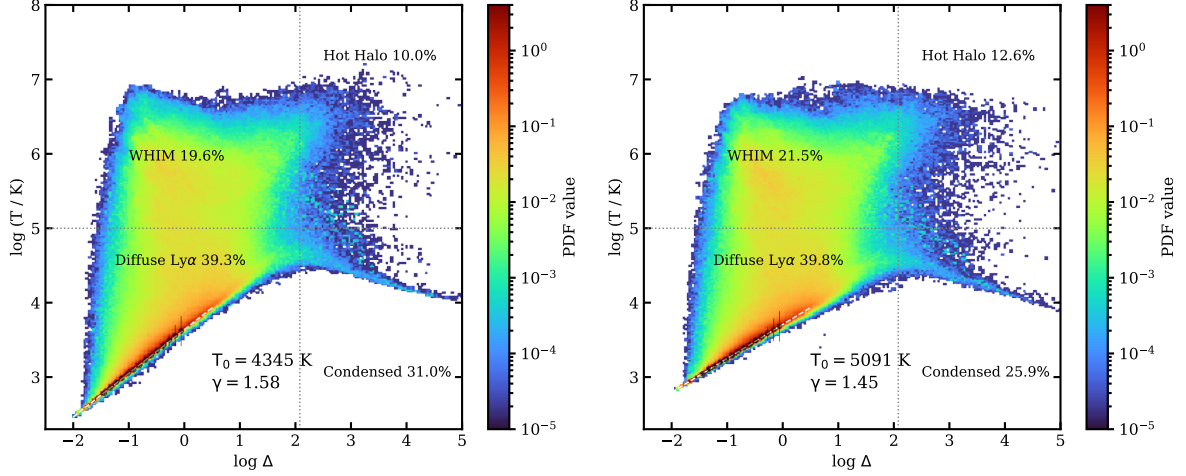 8
7
6
5
4
3
log (T / K)
−2
−1
0
1
2
3
4
5
log Δ
Hot Halo 10.0%
WHIM 19.6%
Diffuse Lyα 39.3%
T₀ = 4345 K
γ = 1.58
Condensed 31.0%
10⁰
10⁻¹
10⁻²
10⁻³
10⁻⁴
10⁻⁵
PDF value
8
7
6
5
4
3
log (T / K)
−2
−1
0
1
2
3
4
5
log Δ
Hot Halo 12.6%
WHIM 21.5%
Diffuse Lyα 39.8%
T₀ = 5091 K
γ = 1.45
Condensed 25.9%
10⁰
10⁻¹
10⁻²
10⁻³
10⁻⁴
10⁻⁵
PDF value